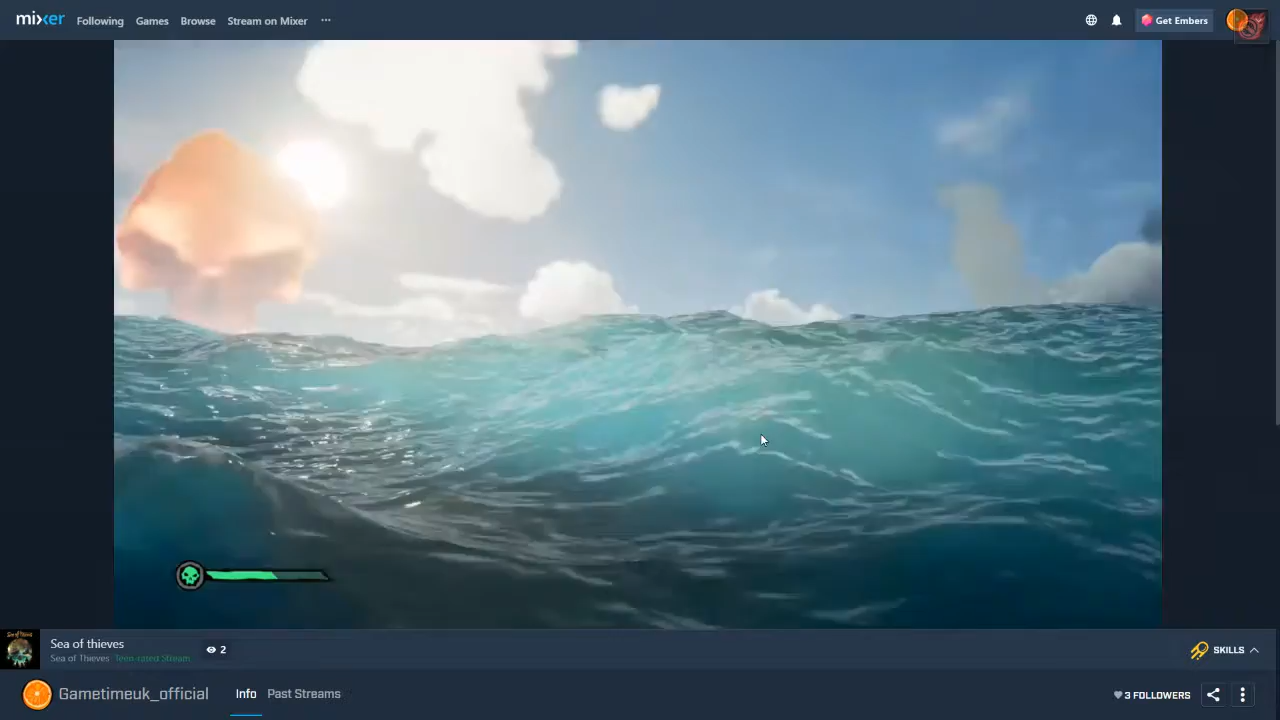 mixer Following Games Browse Stream on Mixer ... Get Embers
Sea of thieves
Sea of Thieves Teen-rated Stream 2
SKILLS
Gametimeuk_official Info Past Streams 3 FOLLOWERS